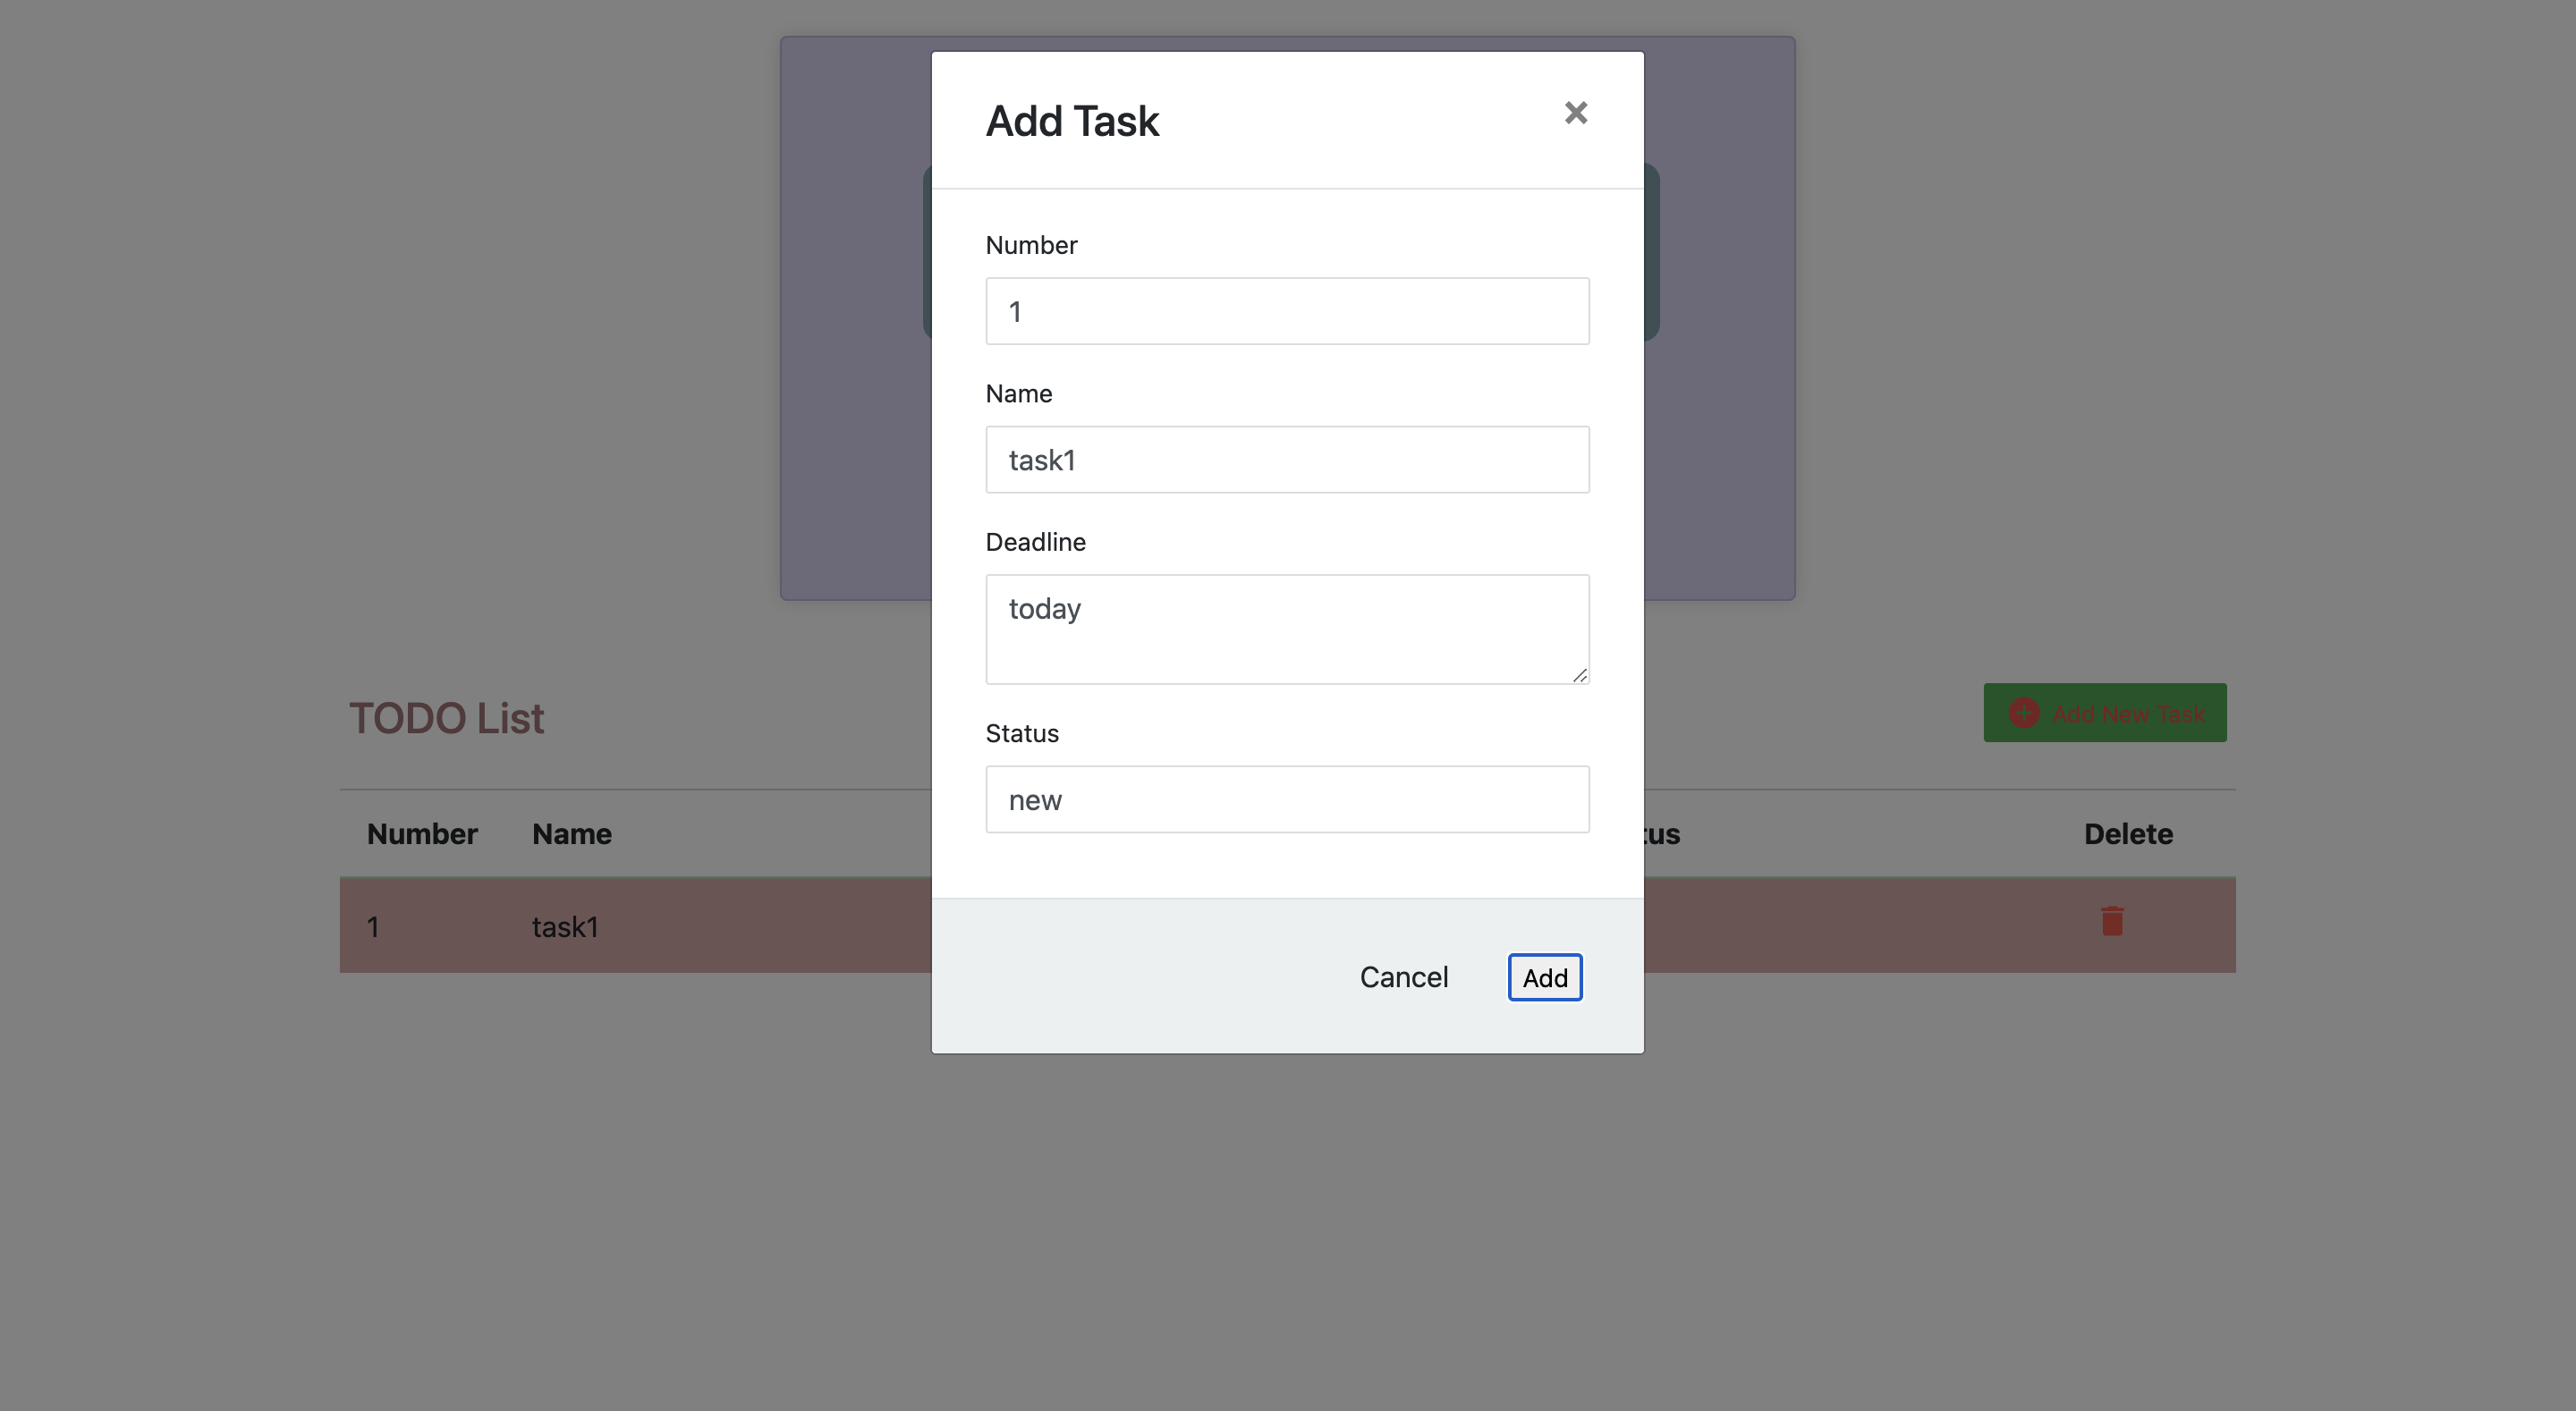 Add Task ×
Number
1
Name
task1
Deadline
today
Status
new
Cancel Add
TODO List
Add New Task
Number Name tus Delete
1 task1